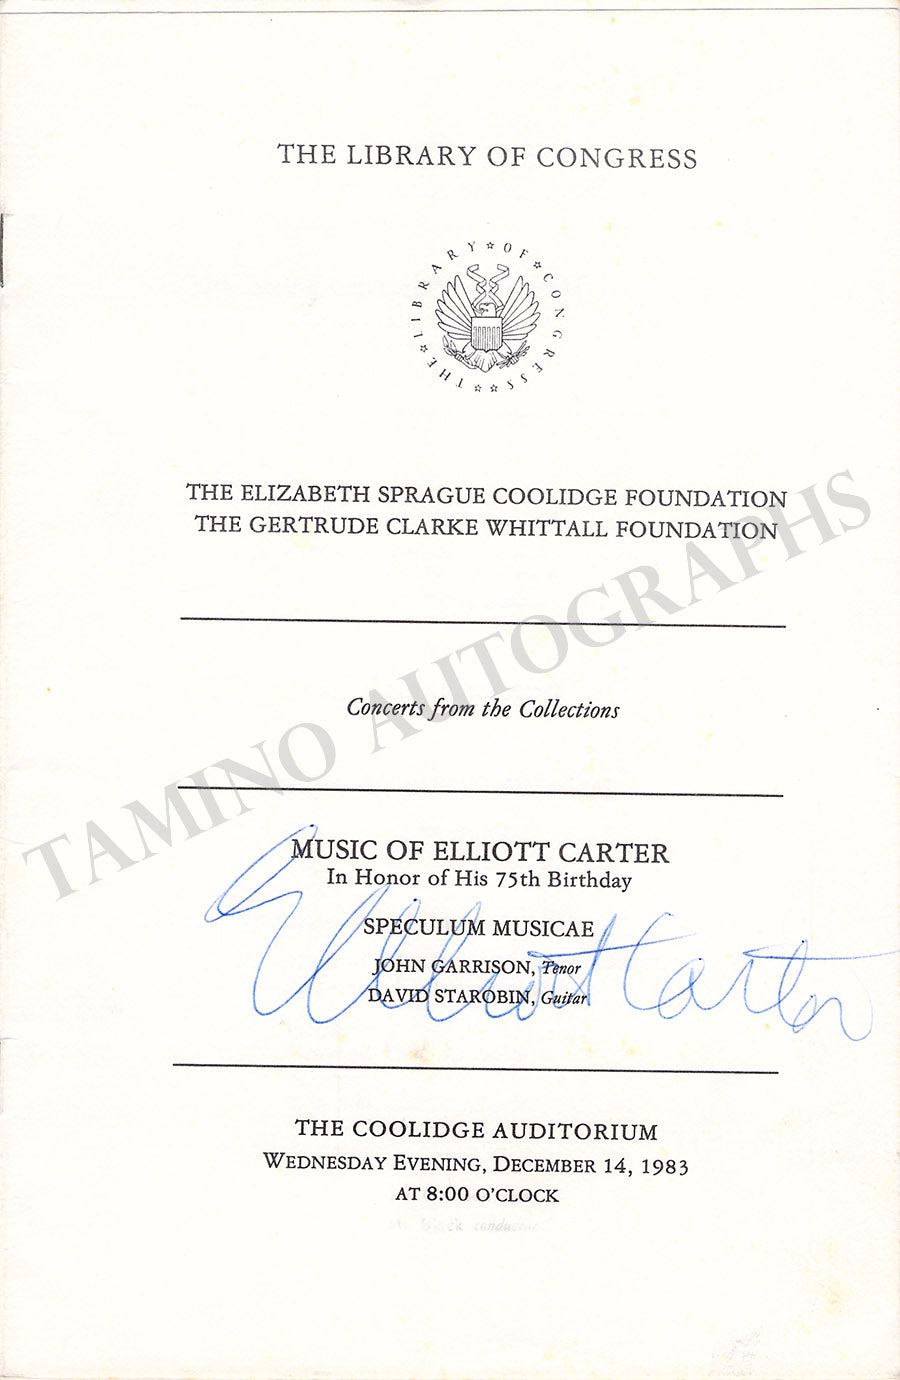 THE LIBRARY OF CONGRESS
THE ★ LIBRARY ★ OF ★ CONGRESS ★ ★
THE ELIZABETH SPRAGUE COOLIDGE FOUNDATION
THE GERTRUDE CLARKE WHITTALL FOUNDATION
TAMINO AUTOGRAPHS
Concerts from the Collections
MUSIC OF ELLIOTT CARTER
In Honor of His 75th Birthday
SPECULUM MUSICAE
JOHN GARRISON, Tenor
DAVID STAROBIN, Guitar
Elliott Carter
THE COOLIDGE AUDITORIUM
WEDNESDAY EVENING, DECEMBER 14, 1983
AT 8:00 O'CLOCK